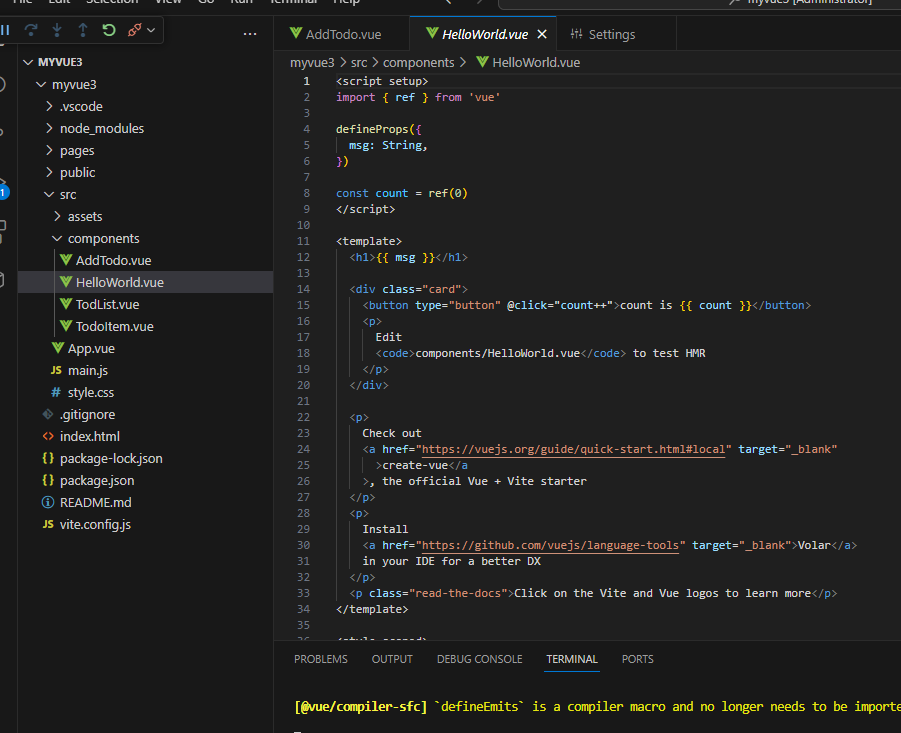 File Edit Selection View Go Run Terminal Help
myvue3 [Administrator]
AddTodo.vue
HelloWorld.vue
Settings
MYVUE3
myvue3
.vscode
node_modules
pages
public
src
assets
components
AddTodo.vue
HelloWorld.vue
TodList.vue
TodoItem.vue
App.vue
JS main.js
# style.css
.gitignore
<> index.html
{} package-lock.json
{} package.json
README.md
JS vite.config.js
1
myvue3 > src > components > HelloWorld.vue
1 <script setup>
2 import { ref } from 'vue'
3
4 defineProps({
5 msg: String,
6 })
7
8 const count = ref(0)
9 </script>
10
11 <template>
12 <h1>{{ msg }}</h1>
13
14 <div class="card">
15 <button type="button" @click="count++">count is {{ count }}</button>
16 <p>
17 Edit
18 <code>components/HelloWorld.vue</code> to test HMR
19 </p>
20 </div>
21
22 <p>
23 Check out
24 <a href="https://vuejs.org/guide/quick-start.html#local" target="_blank"
25 >create-vue</a
26 >, the official Vue + Vite starter
27 </p>
28 <p>
29 Install
30 <a href="https://github.com/vuejs/language-tools" target="_blank">Volar</a>
31 in your IDE for a better DX
32 </p>
33 <p class="read-the-docs">Click on the Vite and Vue logos to learn more</p>
34 </template>
35
36 <style scoped>
PROBLEMS OUTPUT DEBUG CONSOLE TERMINAL PORTS
[@vue/compiler-sfc] `defineEmits` is a compiler macro and no longer needs to be importe